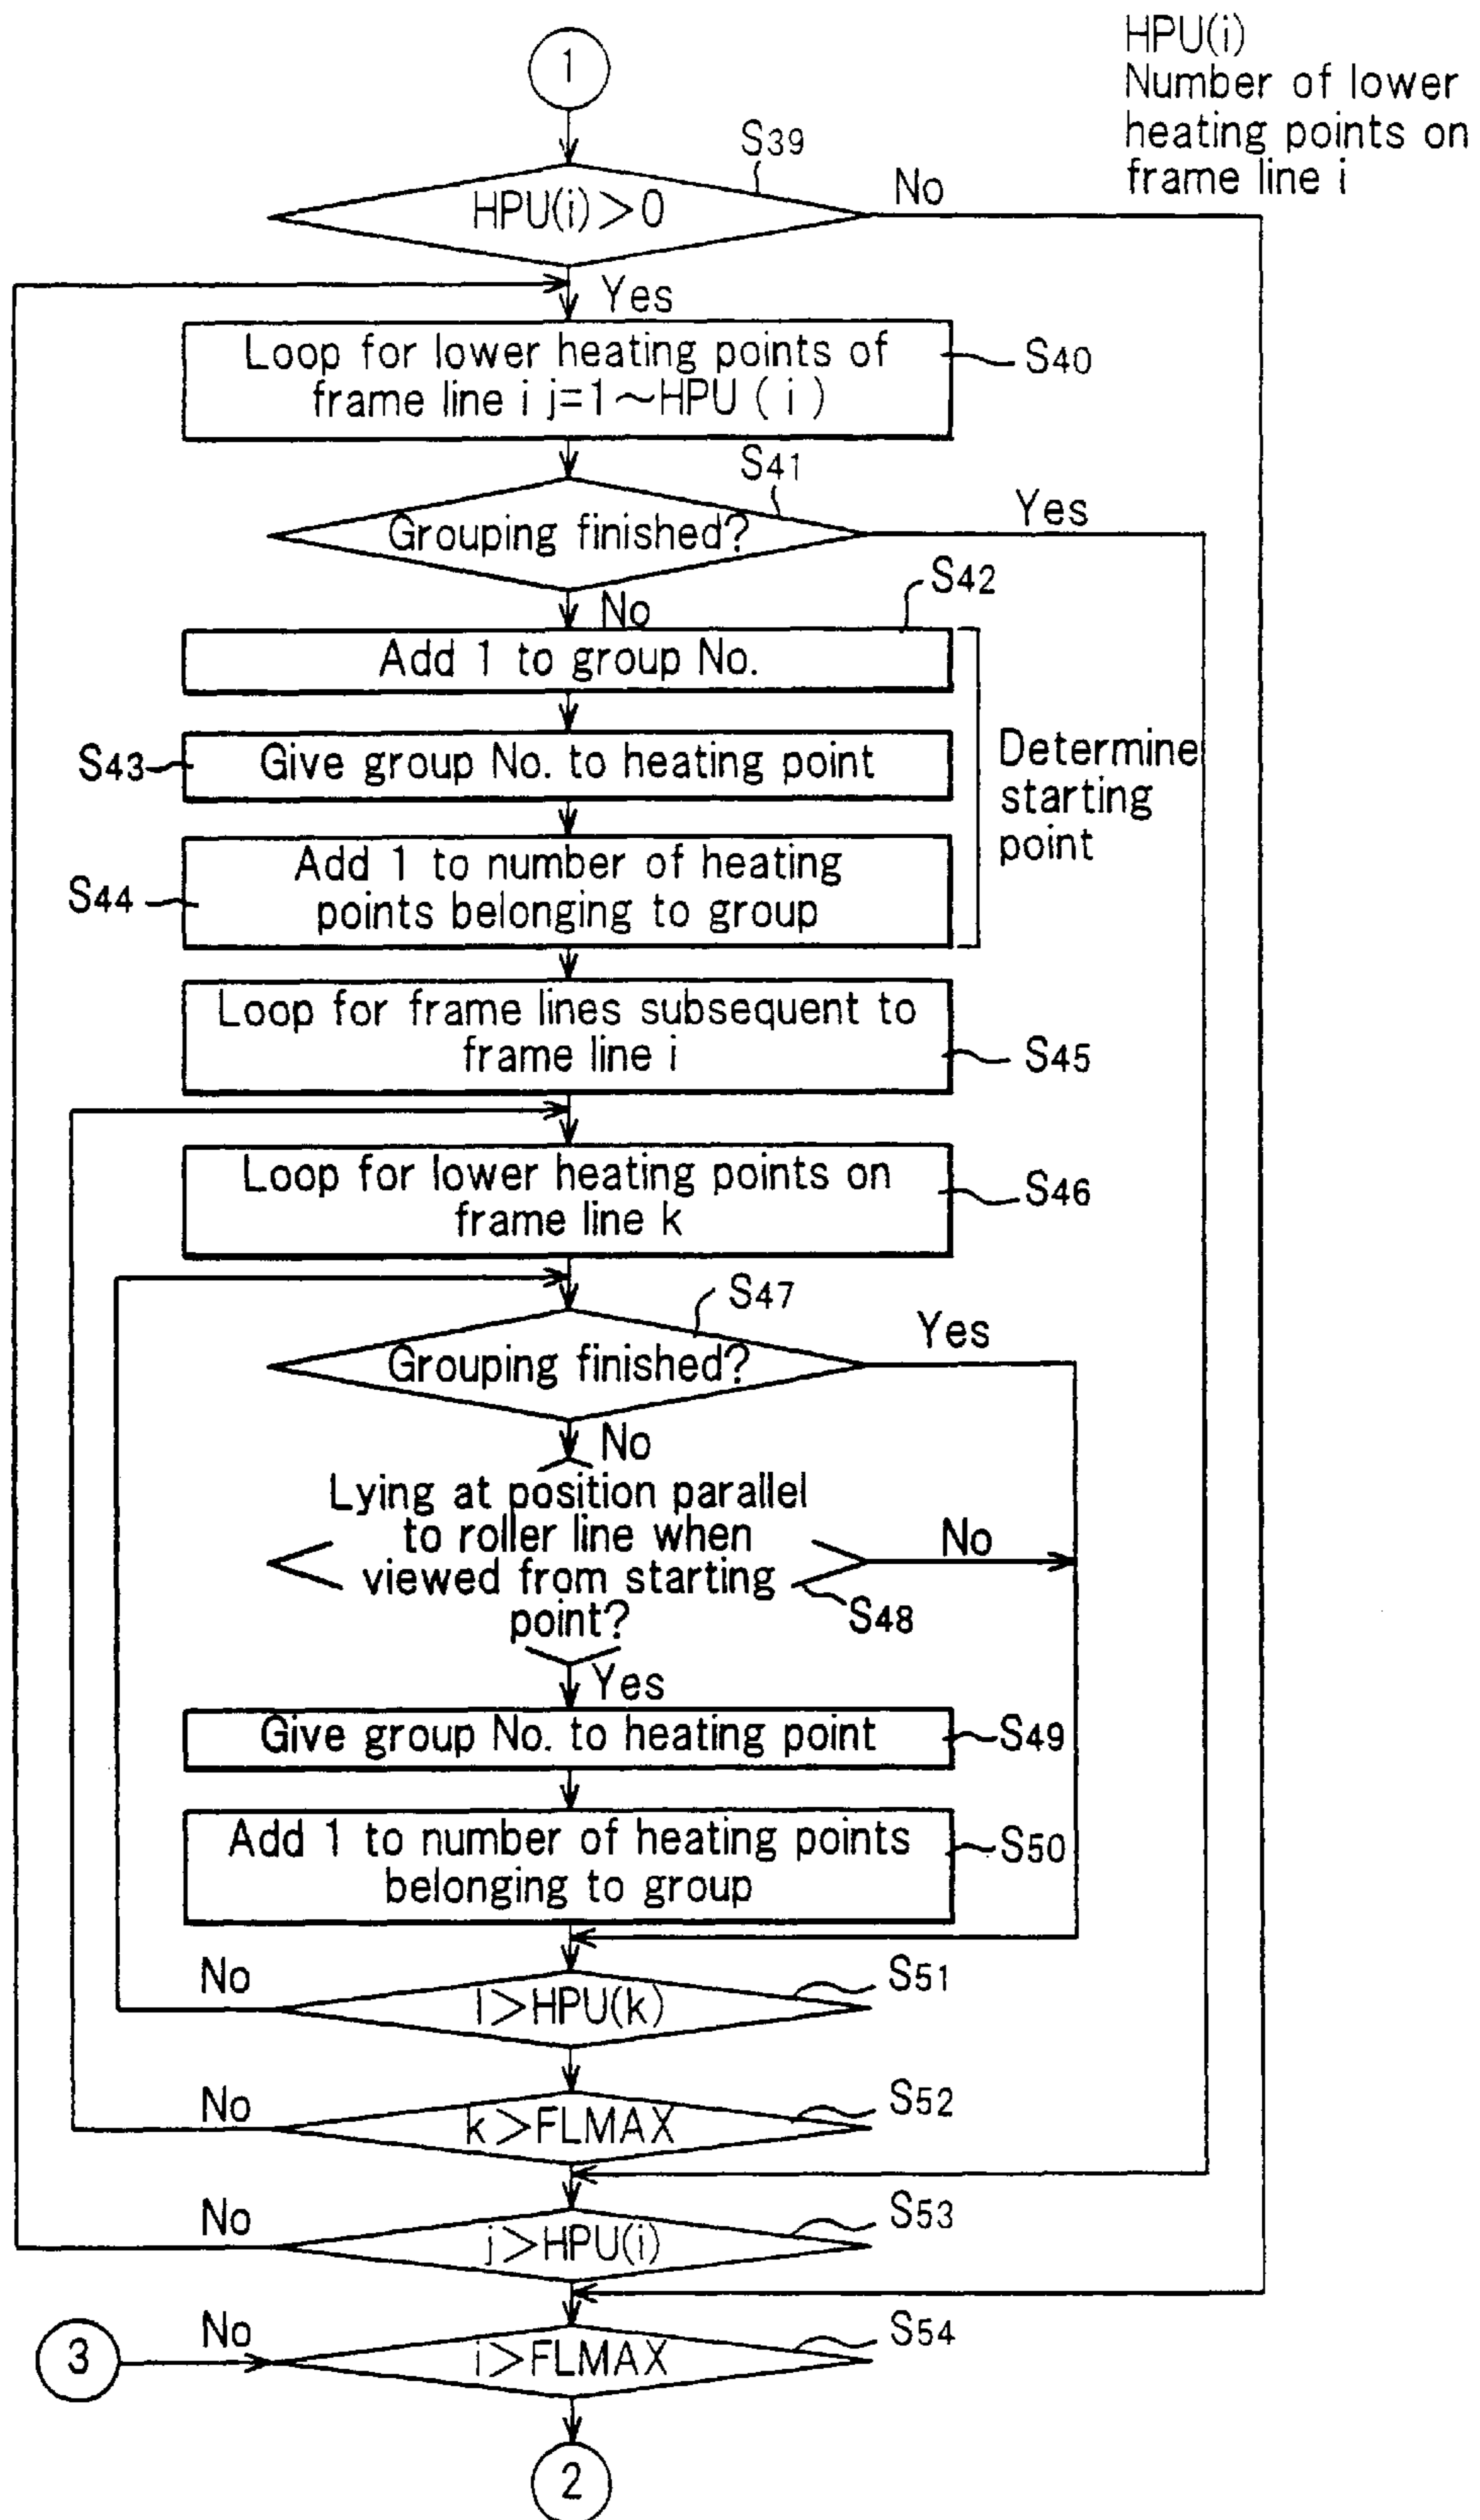 HPU(i)
Number of lower
heating points on
frame line i
1
S39
HPU(i)>0
No
Yes
Loop for lower heating points of
frame line i j=1～HPU ( i )
S40
S41
Grouping finished?
Yes
No
S42
Add 1 to group No.
S43
Give group No. to heating point
Determine
starting
point
S44
Add 1 to number of heating
points belonging to group
Loop for frame lines subsequent to
frame line i
S45
Loop for lower heating points on
frame line k
S46
S47
Grouping finished?
Yes
No
Lying at position parallel
to roller line when
viewed from starting
point?
No
S48
Yes
Give group No. to heating point
S49
Add 1 to number of heating points
belonging to group
S50
No
l>HPU(k)
S51
No
k>FLMAX
S52
No
j>HPU(i)
S53
3
No
i>FLMAX
S54
2